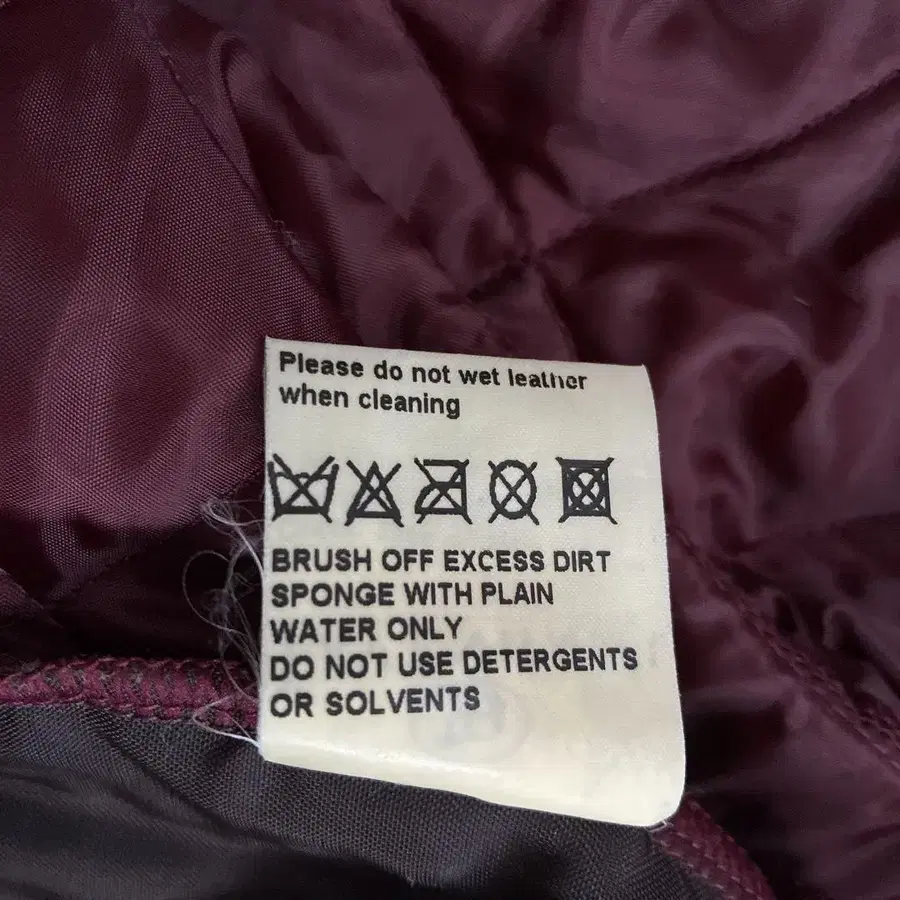 Please do not wet leather
when cleaning
BRUSH OFF EXCESS DIRT
SPONGE WITH PLAIN
WATER ONLY
DO NOT USE DETERGENTS
OR SOLVENTS